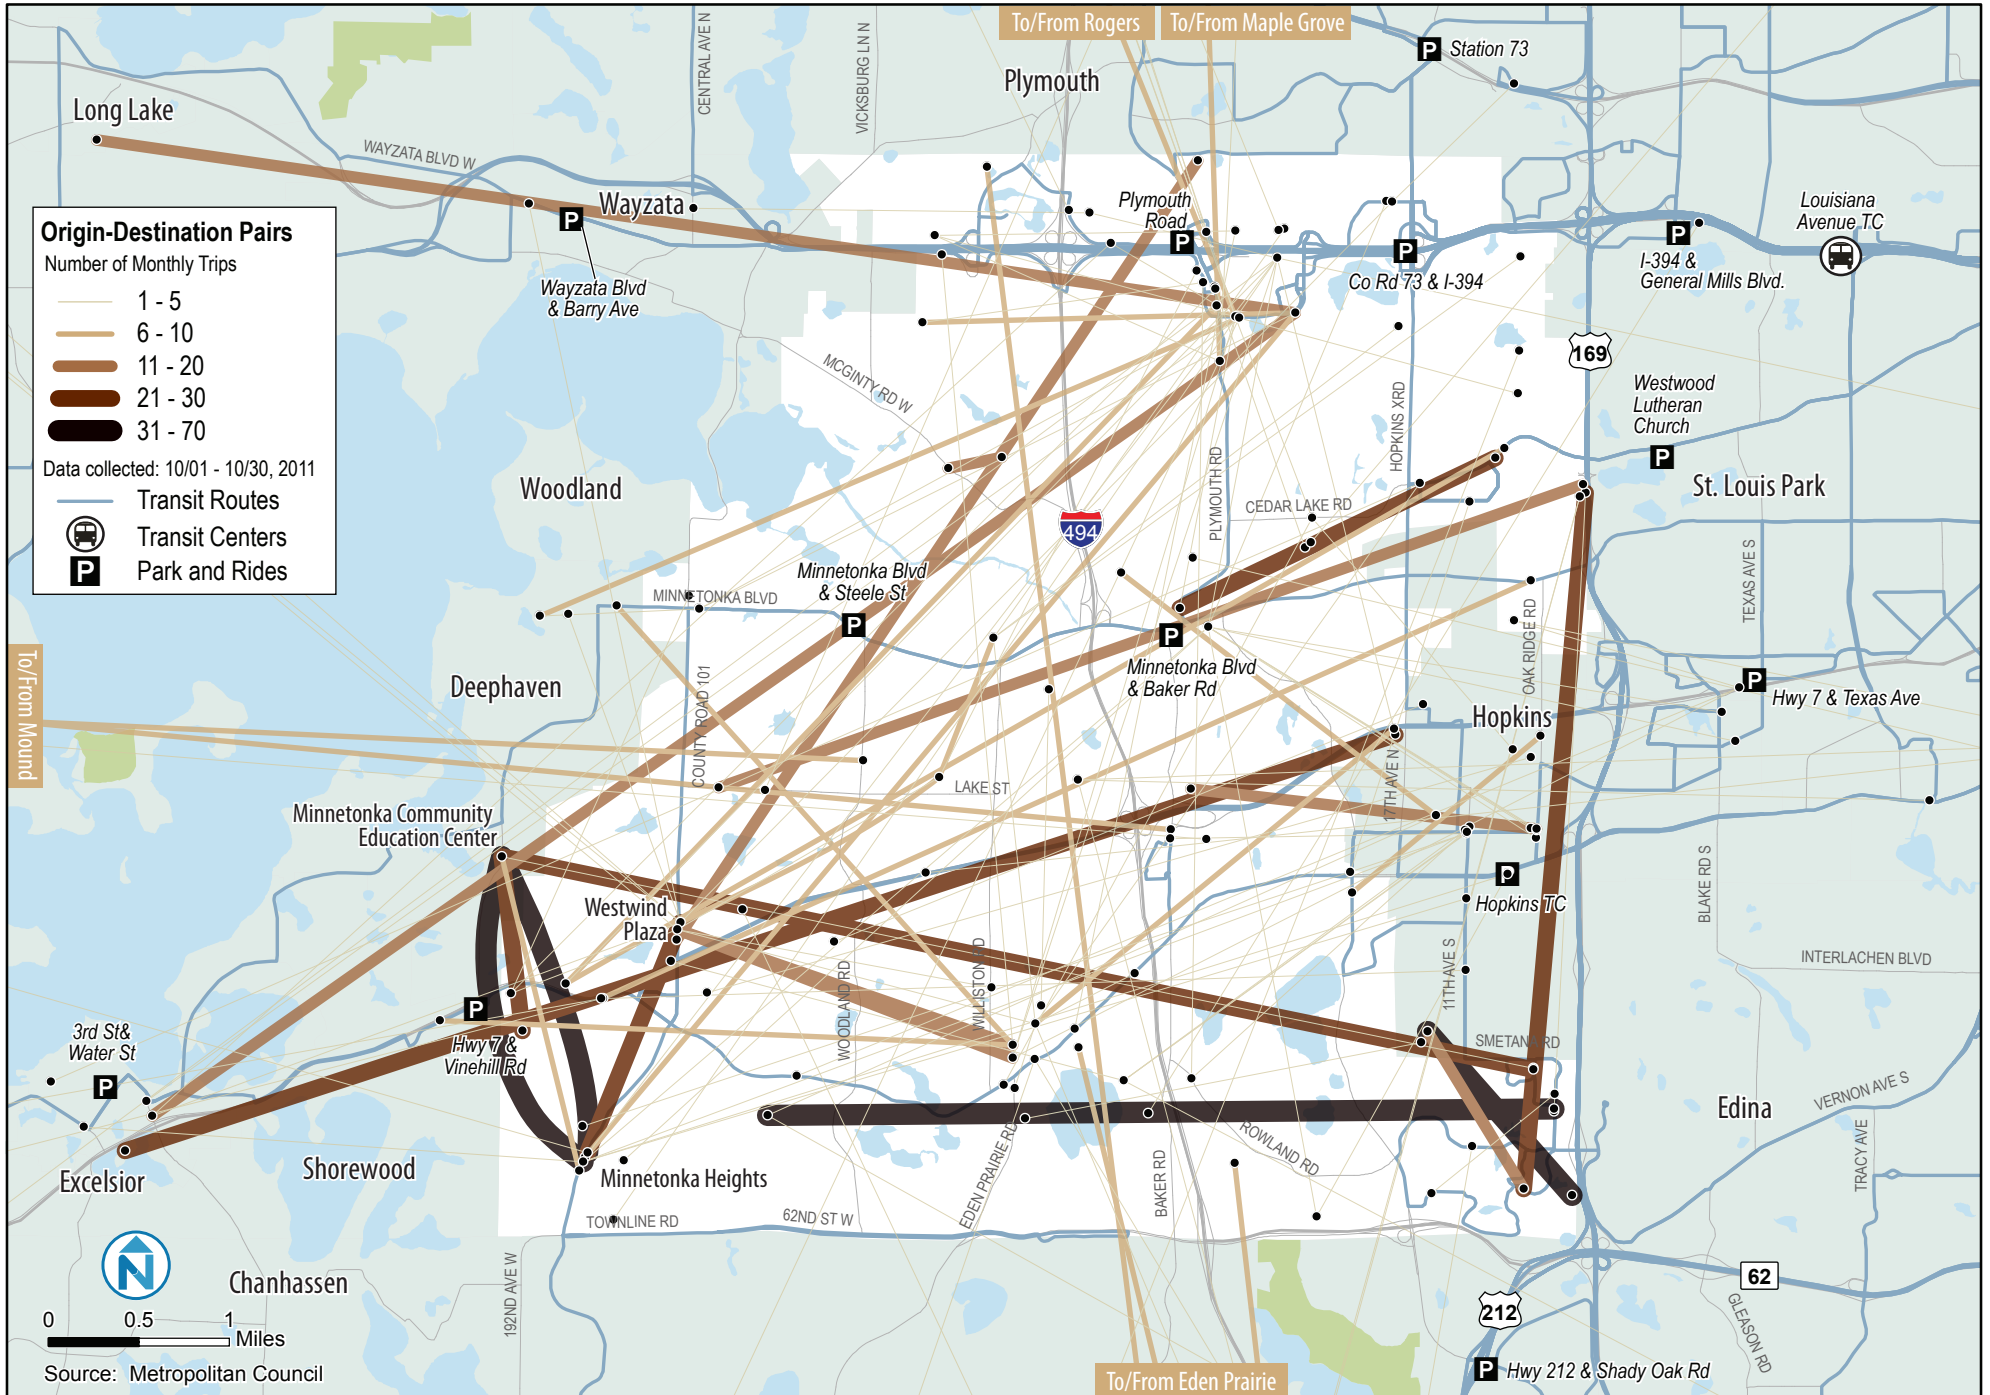 To/From Rogers
To/From Maple Grove
Station 73
Plymouth
CENTRAL AVE N
VICKSBURG LN N
Long Lake
WAYZATA BLVD W
Wayzata
Plymouth
Road
Louisiana
Avenue TC
Origin-Destination Pairs
Number of Monthly Trips
1 - 5
6 - 10
11 - 20
21 - 30
31 - 70
Data collected: 10/01 - 10/30, 2011
Transit Routes
Transit Centers
P Park and Rides
Wayzata Blvd
& Barry Ave
Co Rd 73 & I-394
I-394 &
General Mills Blvd.
169
MCGINTY RD W
HOPKINS XRD
Westwood
Lutheran
Church
Woodland
St. Louis Park
494
PLYMOUTH RD
CEDAR LAKE RD
TEXAS AVE S
Minnetonka Blvd
& Steele St
MINNETONKA BLVD
OAK RIDGE RD
Minnetonka Blvd
& Baker Rd
To/From Mound
Deephaven
COUNTY ROAD 101
Hopkins
Hwy 7 & Texas Ave
LAKE ST
17TH AVE N
Minnetonka Community
Education Center
BLAKE RD S
Hopkins TC
Westwind
Plaza
WOODLAND RD
WILLISTON RD
11TH AVE S
INTERLACHEN BLVD
3rd St&
Water St
Hwy 7 &
Vinehill Rd
SMETANA RD
VERNON AVE S
Edina
TRACY AVE
ROWLAND RD
EDEN PRAIRIE RD
BAKER RD
Excelsior
Shorewood
Minnetonka Heights
TOWNLINE RD
62ND ST W
192ND AVE W
N
Chanhassen
62
212
GLEASON RD
0 0.5 1
Miles
Source: Metropolitan Council
To/From Eden Prairie
P Hwy 212 & Shady Oak Rd